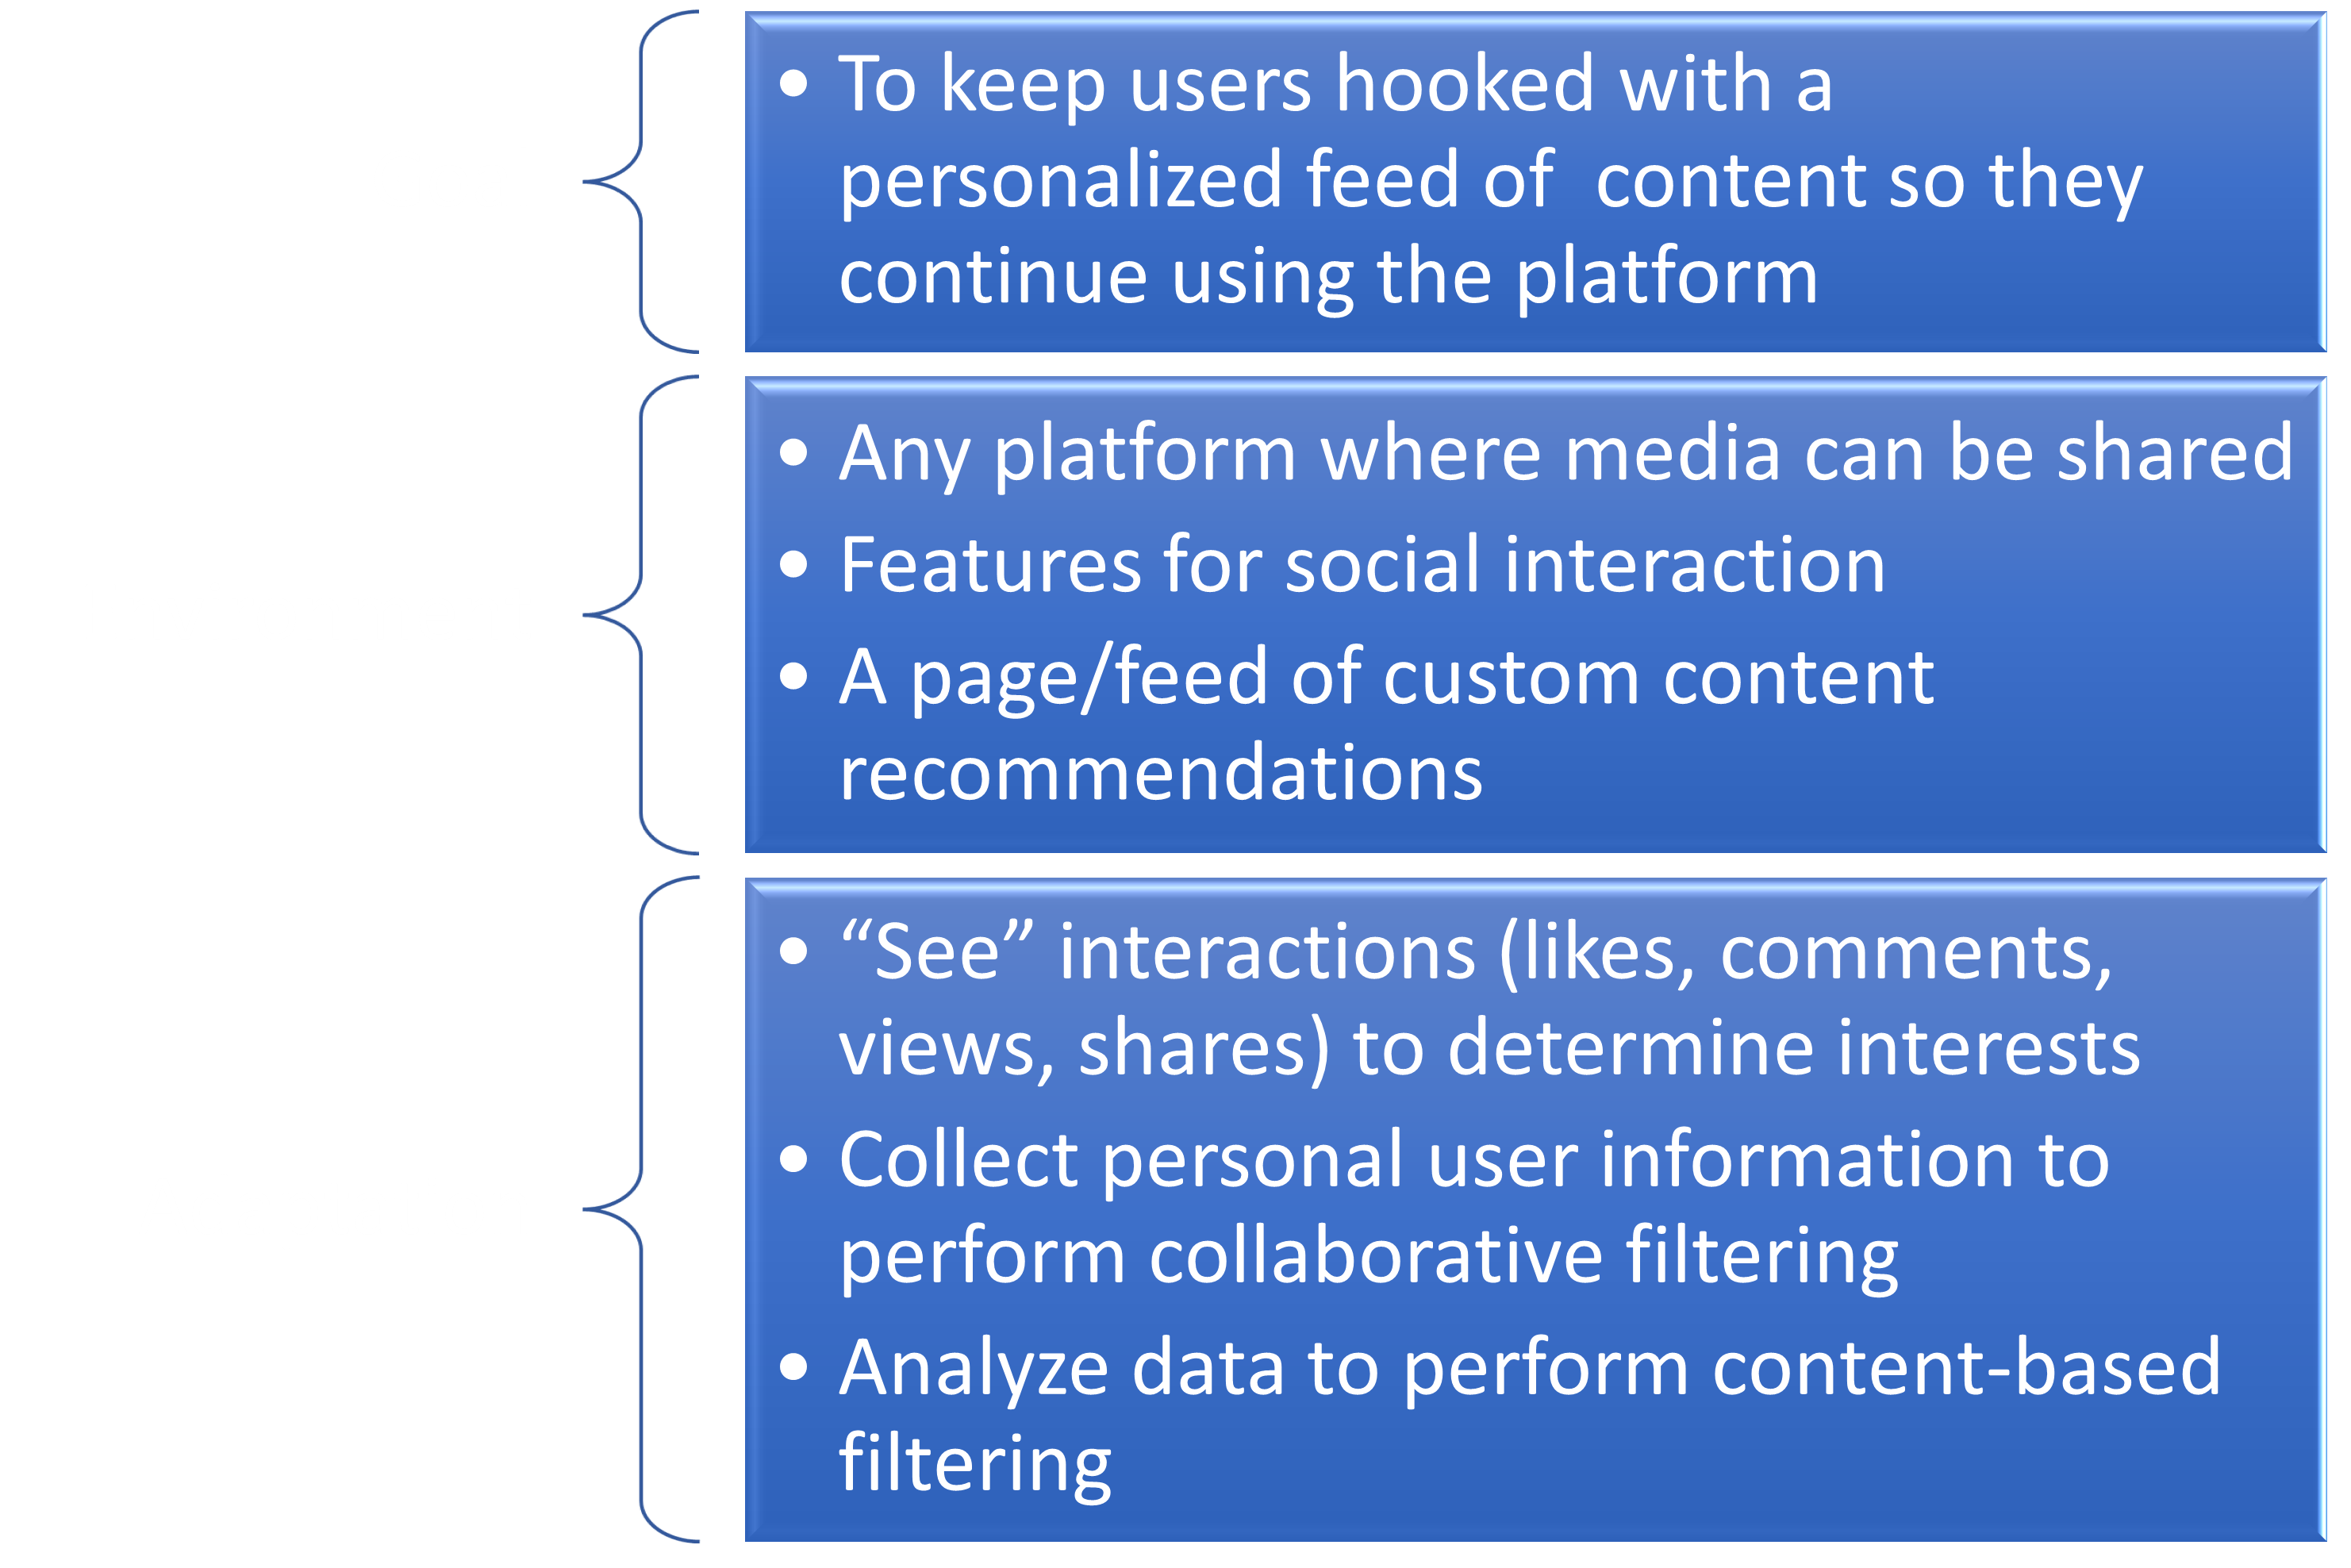 • To keep users hooked with a
personalized feed of  content so they
continue using the platform
• Any platform where media can be shared
• Features for social interaction
• A page/feed of custom content
recommendations
• “See” interactions (likes, comments,
views, shares) to determine interests
• Collect personal user information to
perform collaborative filtering
• Analyze data to perform content-based
filtering